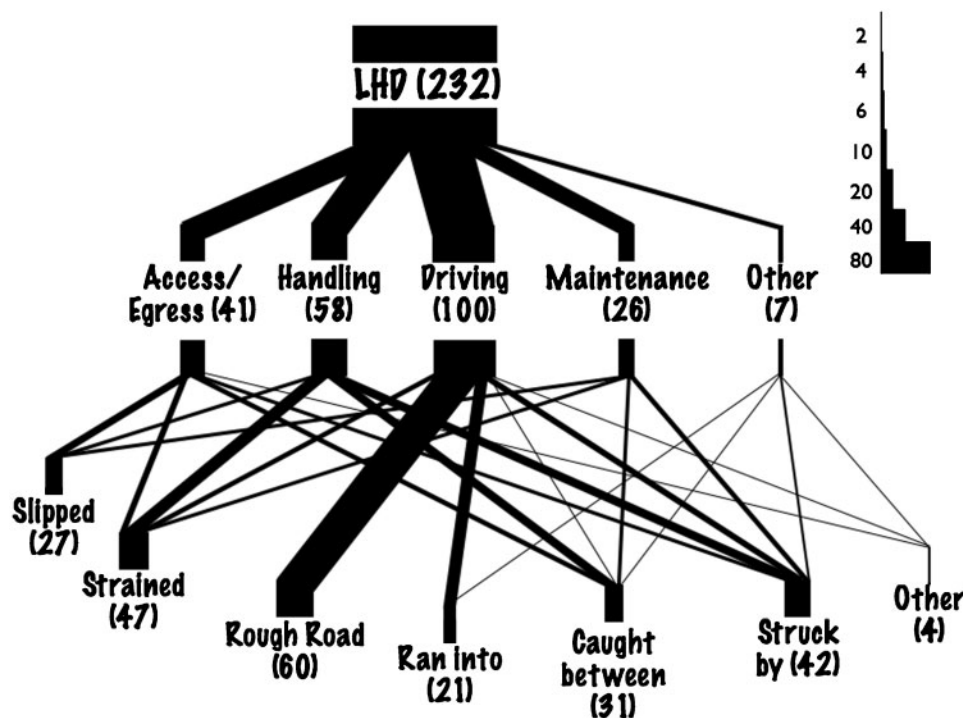 LHD (232)
2
4
6
10
20
40
80
Access/
Egress (41)
Handling
(58)
Driving
(100)
Maintenance
(26)
Other
(7)
Slipped
(27)
Strained
(47)
Rough Road
(60)
Ran into
(21)
Caught
between
(31)
Struck
by (42)
Other
(4)